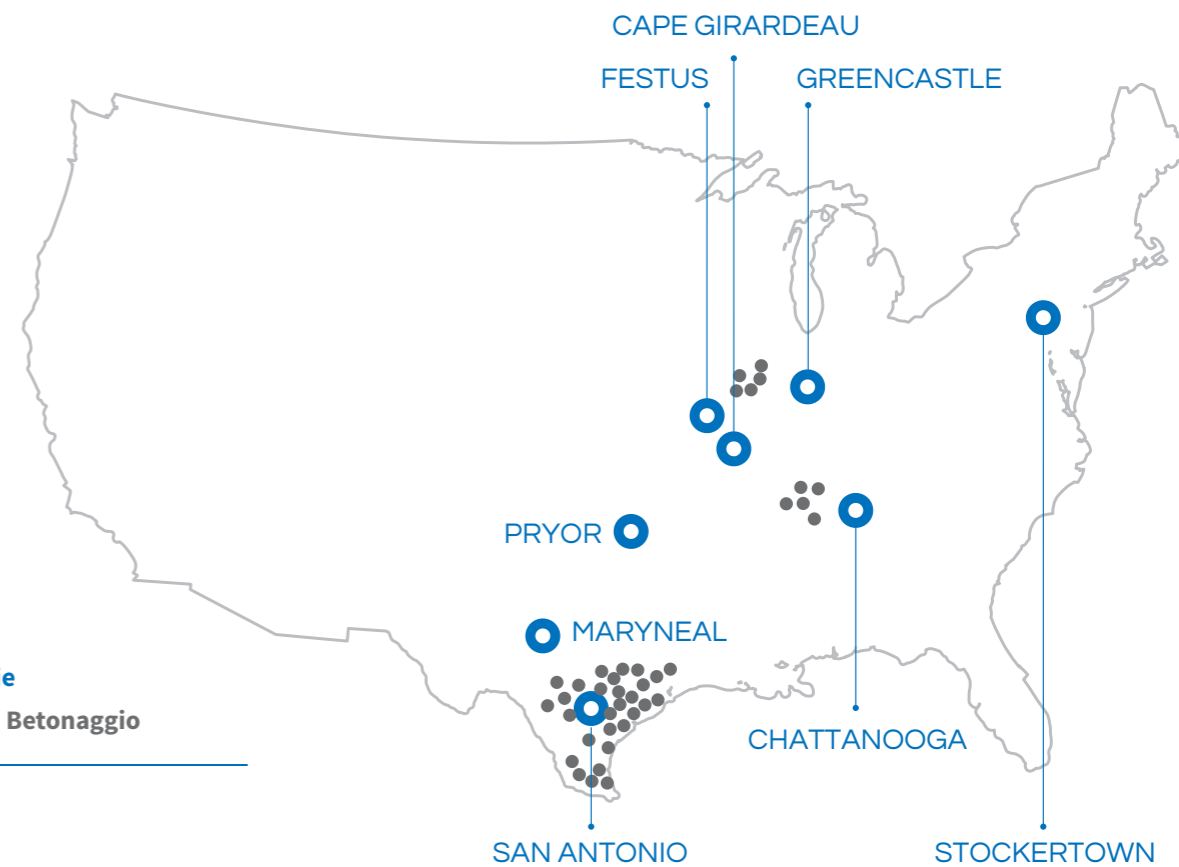 CAPE GIRARDEAU
FESTUS
GREENCASTLE
PRYOR
MARYNEAL
Betonaggio
CHATTANOOGA
SAN ANTONIO
STOCKERTOWN